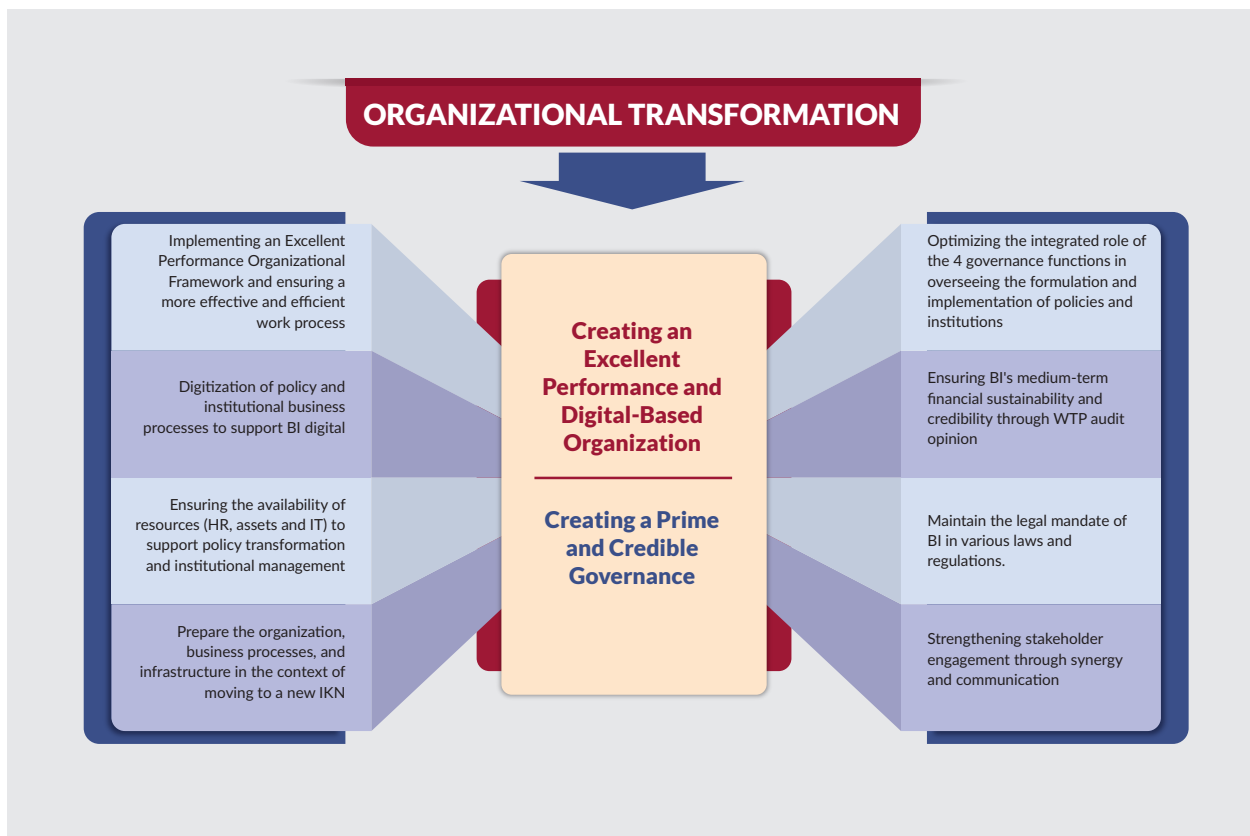 ORGANIZATIONAL TRANSFORMATION
Implementing an Excellent
Performance Organizational
Framework and ensuring a
more effective and efficient
work process
Digitization of policy and
institutional business
processes to support BI digital
Ensuring the availability of
resources (HR, assets and IT) to
support policy transformation
and institutional management
Prepare the organization,
business processes, and
infrastructure in the context of
moving to a new IKN
Creating an
Excellent
Performance and
Digital-Based
Organization
Creating a Prime
and Credible
Governance
Optimizing the integrated role of
the 4 governance functions in
overseeing the formulation and
implementation of policies and
institutions
Ensuring BI's medium-term
financial sustainability and
credibility through WTP audit
opinion
Maintain the legal mandate of
BI in various laws and
regulations.
Strengthening stakeholder
engagement through synergy
and communication